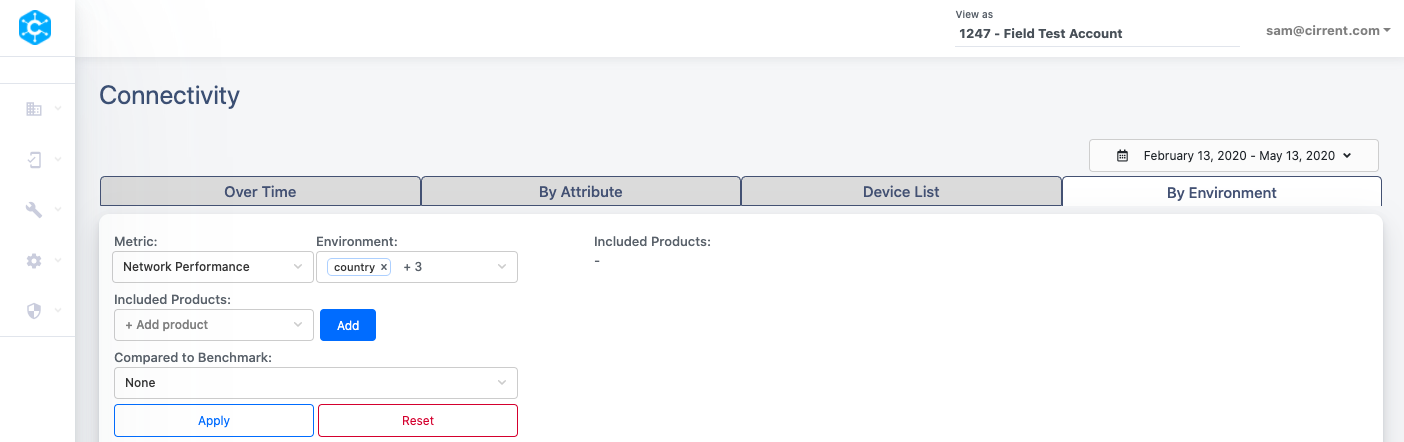 View as
1247 - Field Test Account
sam@cirrent.com
Connectivity
February 13, 2020 - May 13, 2020
Over Time
By Attribute
Device List
By Environment
Metric:
Environment:
Included Products:
Network Performance
country × + 3
-
Included Products:
+ Add product
Add
Compared to Benchmark:
None
Apply
Reset